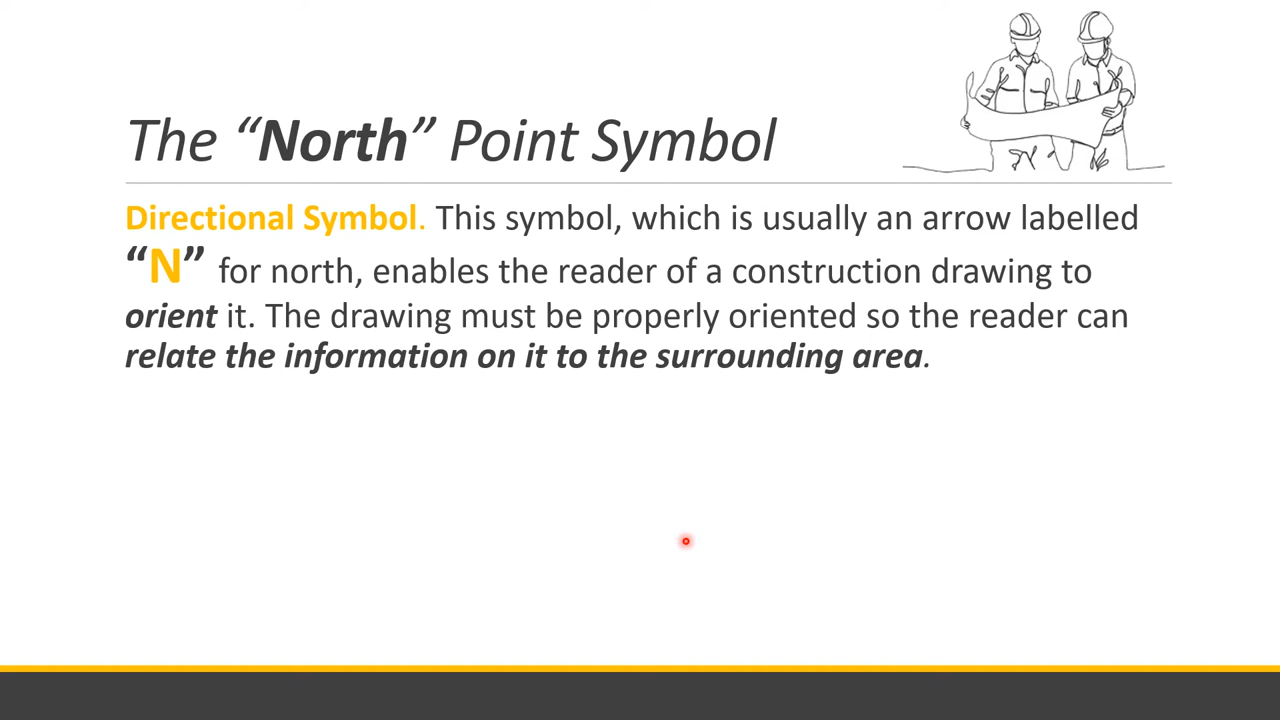 The “North” Point Symbol
Directional Symbol. This symbol, which is usually an arrow labelled
“N” for north, enables the reader of a construction drawing to
orient it. The drawing must be properly oriented so the reader can
relate the information on it to the surrounding area.